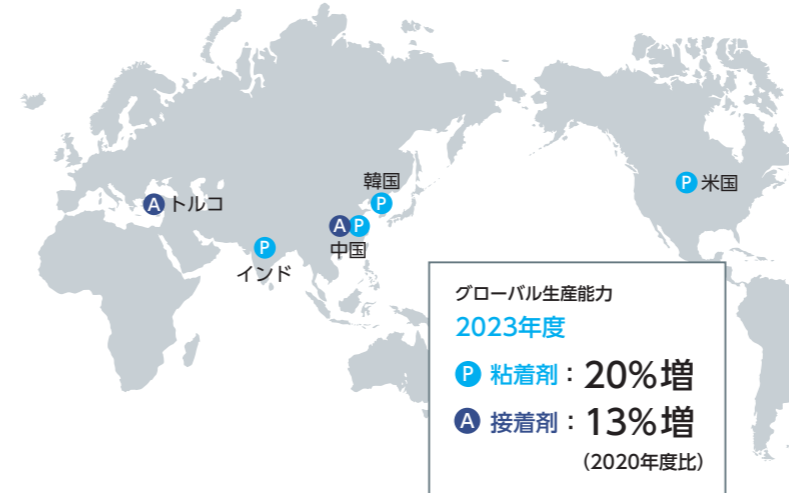 韓国
P
P 米国
A トルコ
A P
中国
P
インド
グローバル生産能力
2023年度
P 粘着剤：20%増
A 接着剤：13%増
（2020年度比）